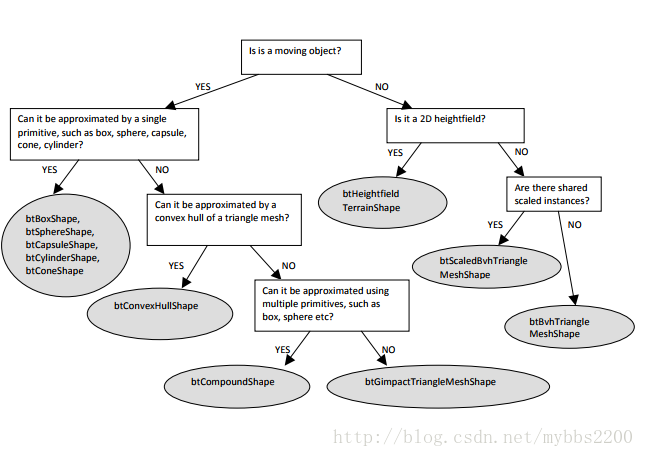 Is is a moving object?
YES
NO
Can it be approximated by a single
primitive, such as box, sphere, capsule,
cone, cylinder?
Is it a 2D heightfield?
YES
NO
YES
NO
btBoxShape,
btSphereShape,
btCapsuleShape,
btCylinderShape,
btConeShape
Can it be approximated by a
convex hull of a triangle mesh?
btHeightfield
TerrainShape
Are there shared
scaled instances?
YES
NO
YES
NO
btConvexHullShape
Can it be approximated using
multiple primitives, such as
box, sphere etc?
btScaledBvhTriangle
MeshShape
btBvhTriangle
MeshShape
YES
NO
btCompoundShape
btGimpactTriangleMeshShape
http://blog.csdn.net/mybbs2200